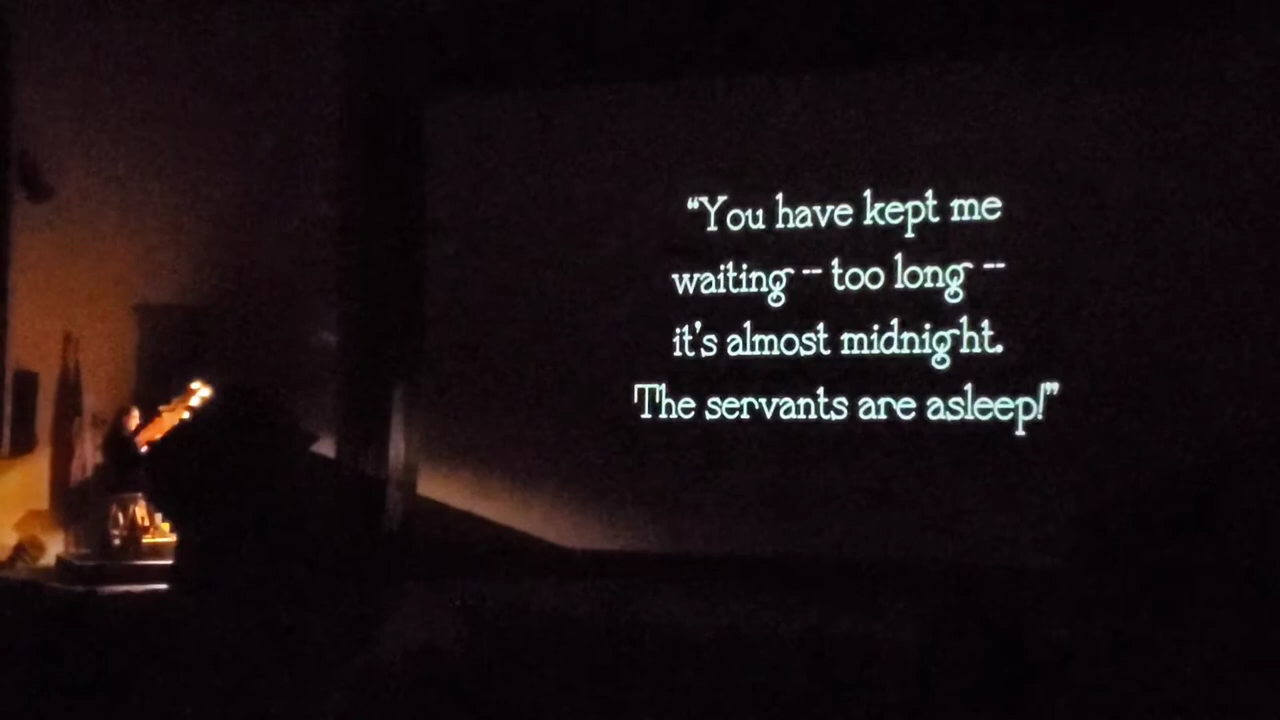 “You have kept me
waiting -- too long --
it's almost midnight.
The servants are asleep!”